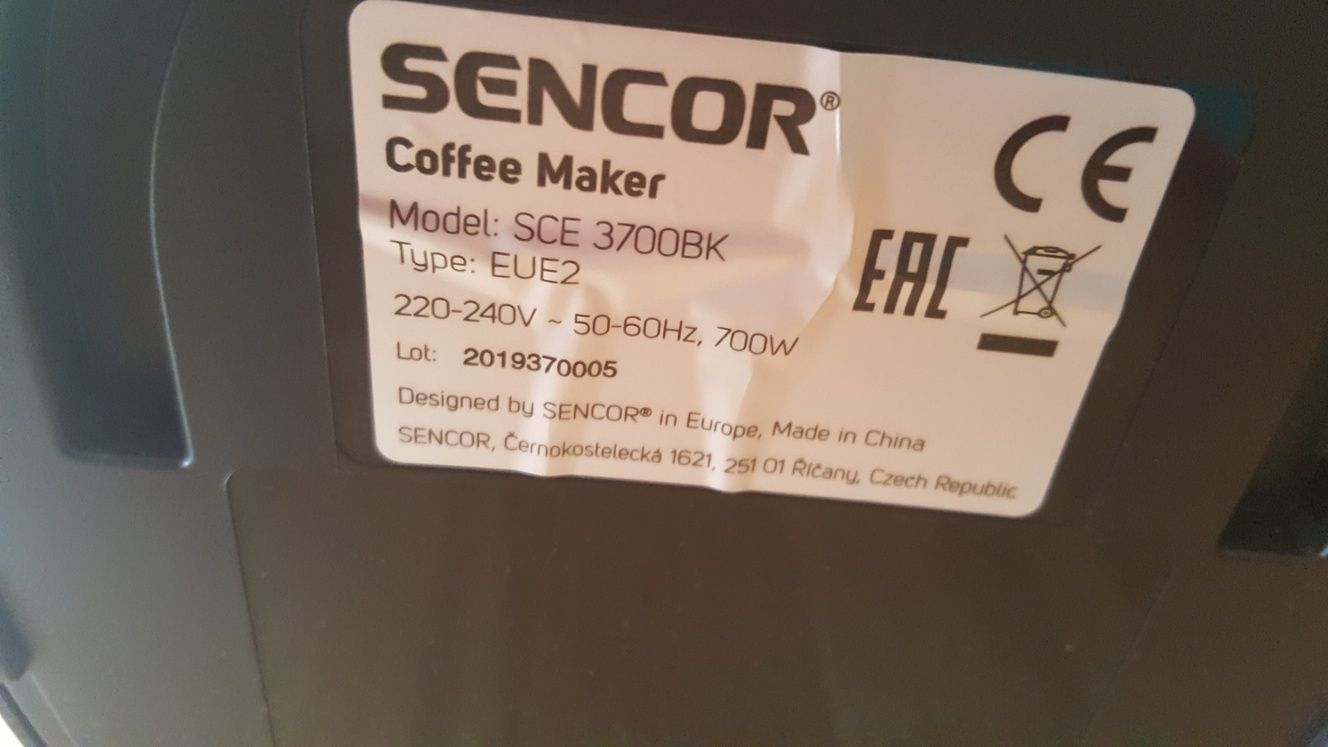 SENCOR®
Coffee Maker
Model: SCE 3700BK
Type: EUE2
220-240V ~ 50-60Hz, 700W
Lot: 2019370005
Designed by SENCOR® in Europe, Made in China
SENCOR, Černokostelecká 1621, 251 01 Říčany, Czech Republic
CE
EAC